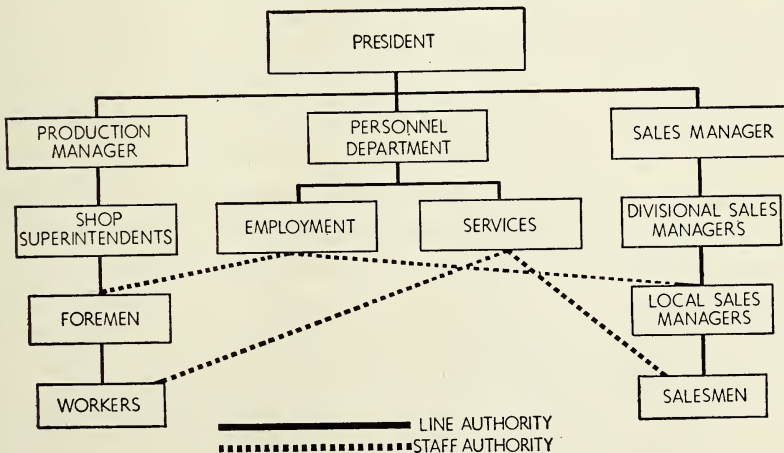 PRESIDENT
PRODUCTION
MANAGER
PERSONNEL
DEPARTMENT
SALES MANAGER
SHOP
SUPERINTENDENTS
EMPLOYMENT
SERVICES
DIVISIONAL SALES
MANAGERS
FOREMEN
LOCAL SALES
MANAGERS
WORKERS
SALESMEN
LINE AUTHORITY
STAFF AUTHORITY